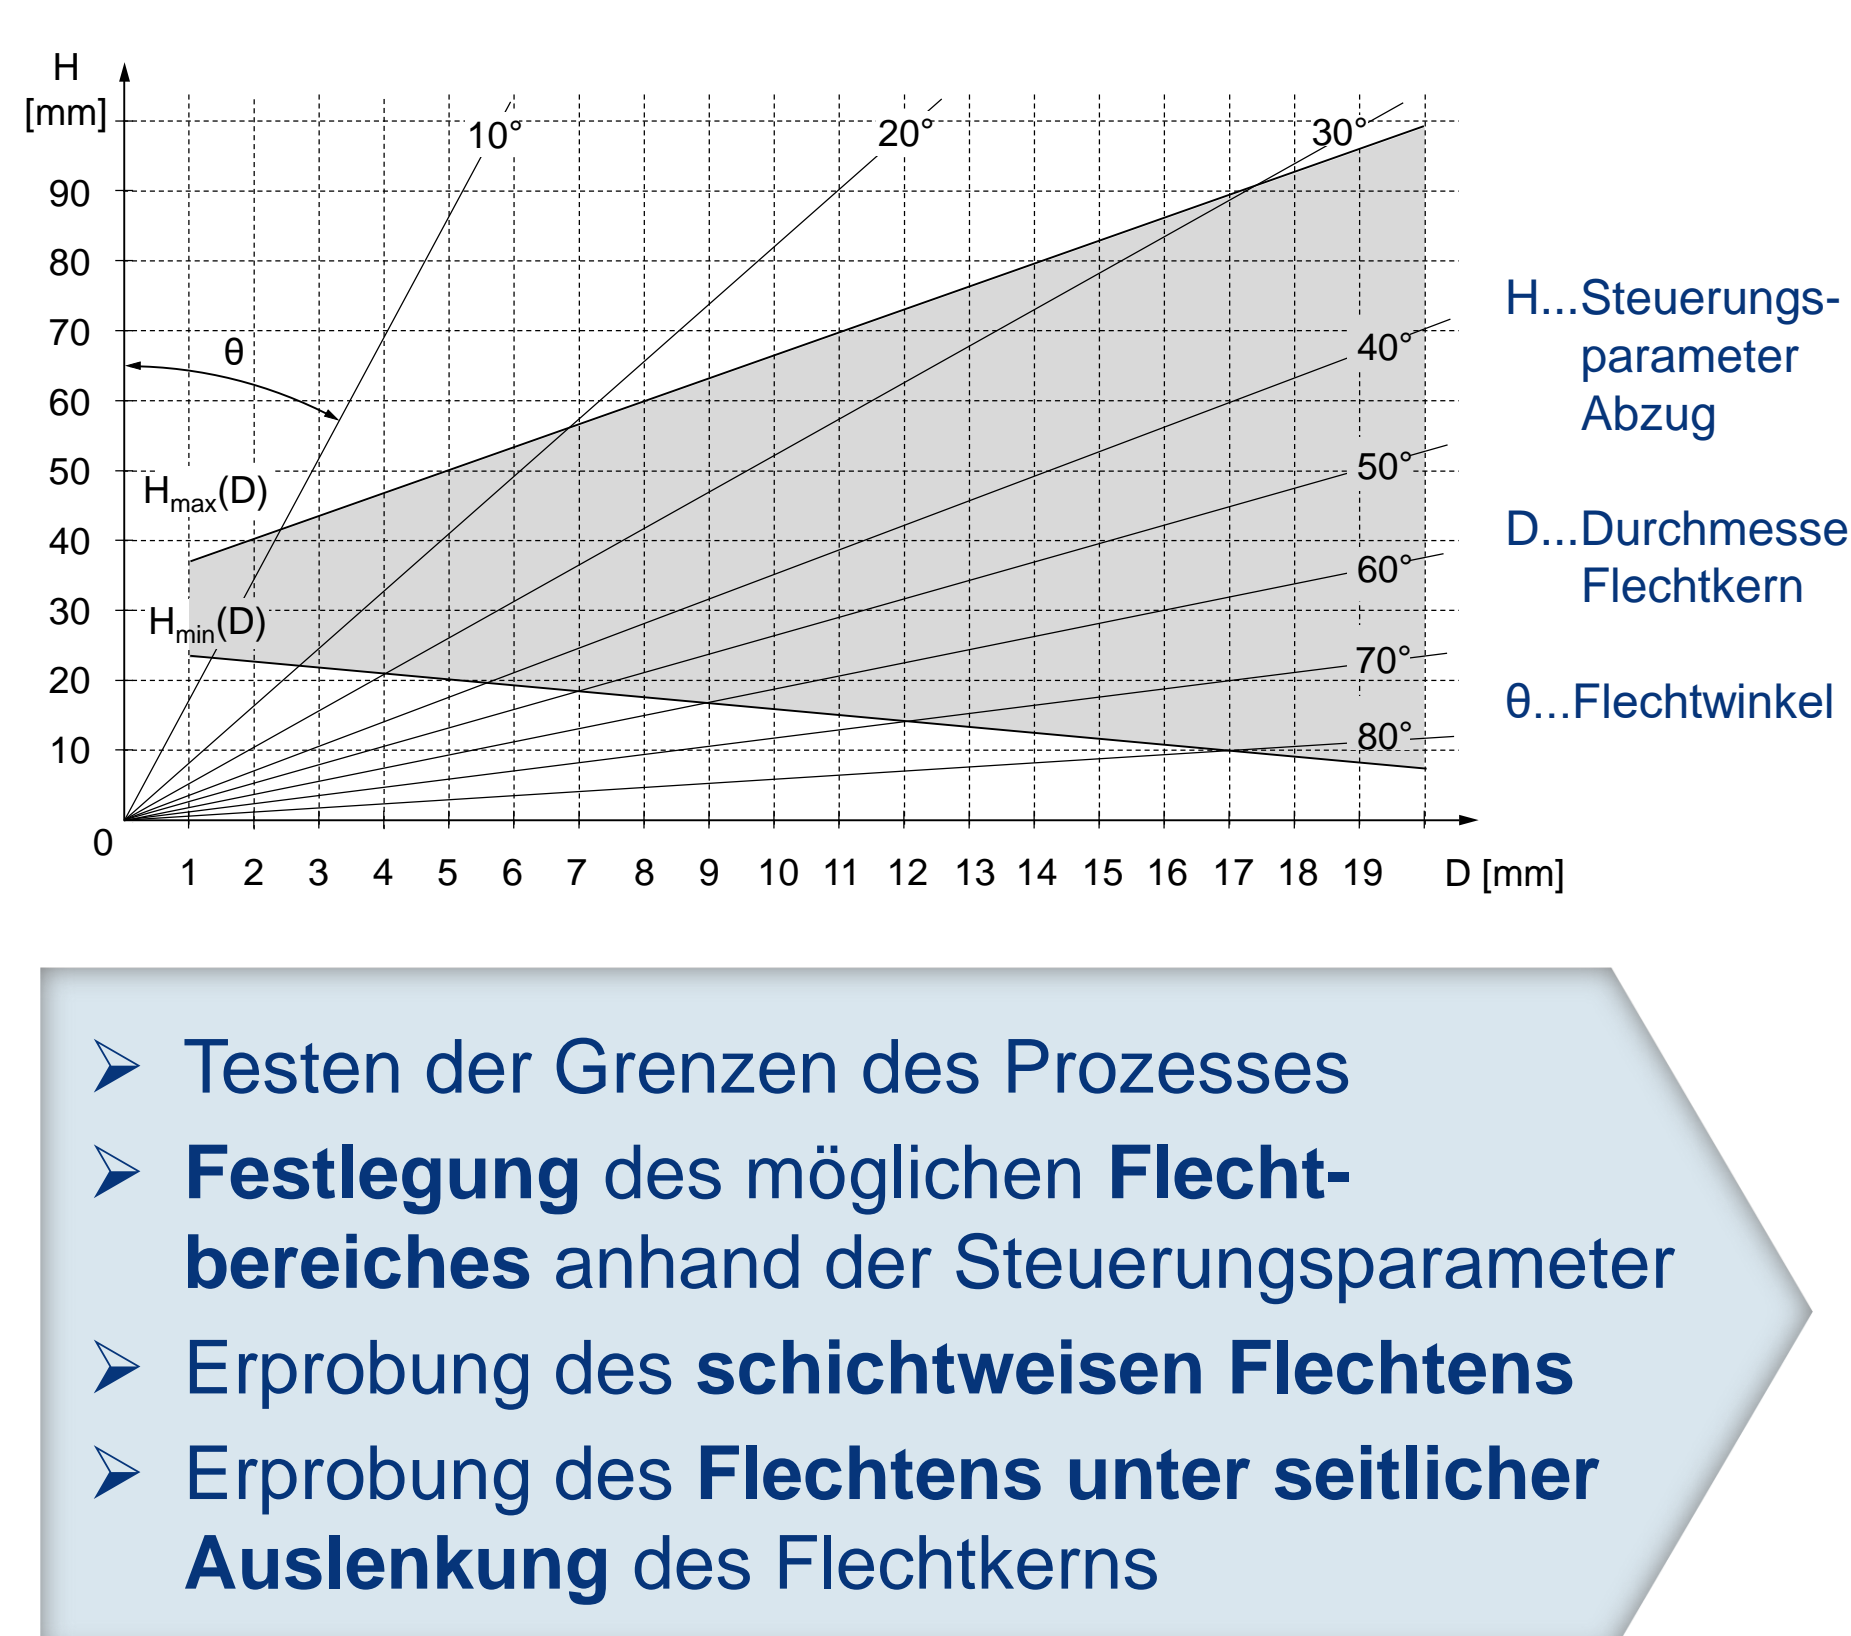 H
[mm]
10°
20°
30°
90
80
70
60
50
40
30
20
10
0
θ
Hmax(D)
Hmin(D)
40°
50°
60°
70°
80°
1 2 3 4 5 6 7 8 9 10 11 12 13 14 15 16 17 18 19 D [mm]
H...Steuerungs-
parameter
Abzug
D...Durchmesse
Flechtkern
θ...Flechtwinkel
➢ Testen der Grenzen des Prozesses
➢ Festlegung des möglichen Flecht-
bereiches anhand der Steuerungsparameter
➢ Erprobung des schichtweisen Flechtens
➢ Erprobung des Flechtens unter seitlicher
Auslenkung des Flechtkerns